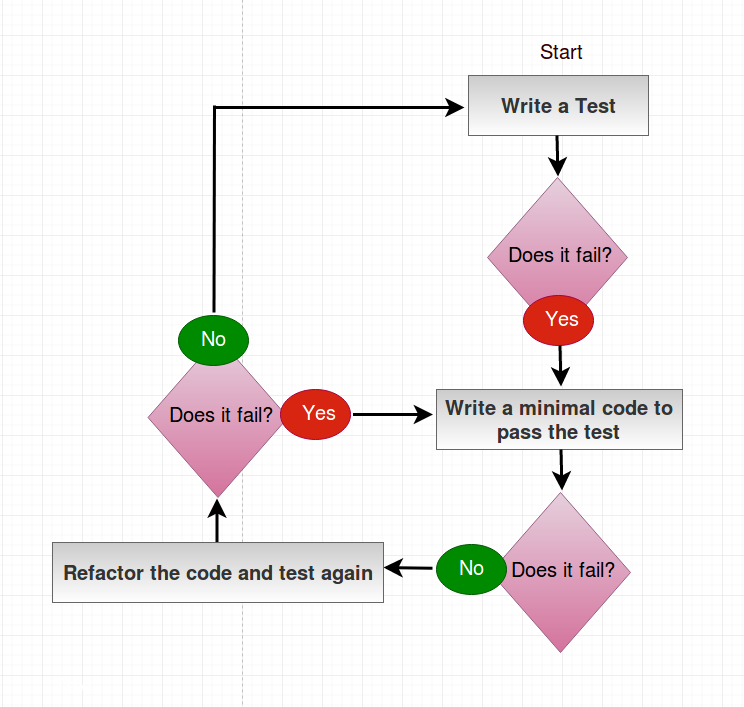 Start
Write a Test
Does it fail?
Yes
No
Does it fail?
Yes
Write a minimal code to
pass the test
Refactor the code and test again
No
Does it fail?